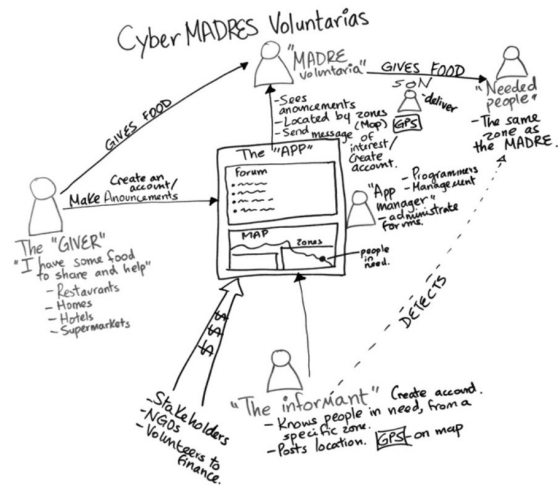 CyberMADRES Voluntarias
"MADRE
voluntaria"
GIVES FOOD
SON
"deliver
GPS
"Needed
people"
- The same
zone as
the MADRE.
GIVES FOOD
- Sees
anouncements
- Located by zones
(Map)
- Send message of
interest/
Create
account.
The "APP"
Forum
MAP
Zones
people
in
need.
"App
manager"
- Programmers
- Management
- administrate
forums.
Create an
account/
Make Anouncements
The "GIVER"
"I have some food
to share and help"
- Restaurants
- Homes
- Hotels
- Supermarkets
DETECTS
$ $ $
- Stakeholders
- NGOs
- Volunteers to
finance.
"The informant"
Create account.
- Knows people in need, from a
specific zone.
- Posts location. GPS - on map